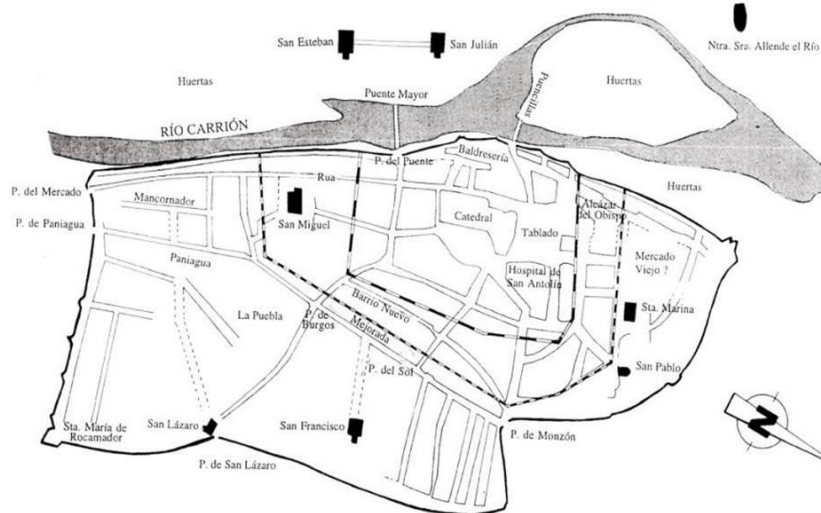 San Esteban
San Julián
Ntra. Sra. Allende el Río
Huertas
Huertas
Puente Mayor
Puencillas
RÍO CARRIÓN
P. del Puente
Baldresería
Rua
Huertas
P. del Mercado
Mancornador
Alcázar
del Obispo
San Miguel
Catedral
P. de Paniagua
Tablado
Mercado
Viejo ?
Paniagua
Hospital de
San Antolín
Barrio Nuevo
Sta. Marina
La Puebla
P. de
Burgos
Mejorada
P. del Sol
San Pablo
Sta. María de
Rocamador
San Lázaro
San Francisco
P. de Monzón
P. de San Lázaro
N